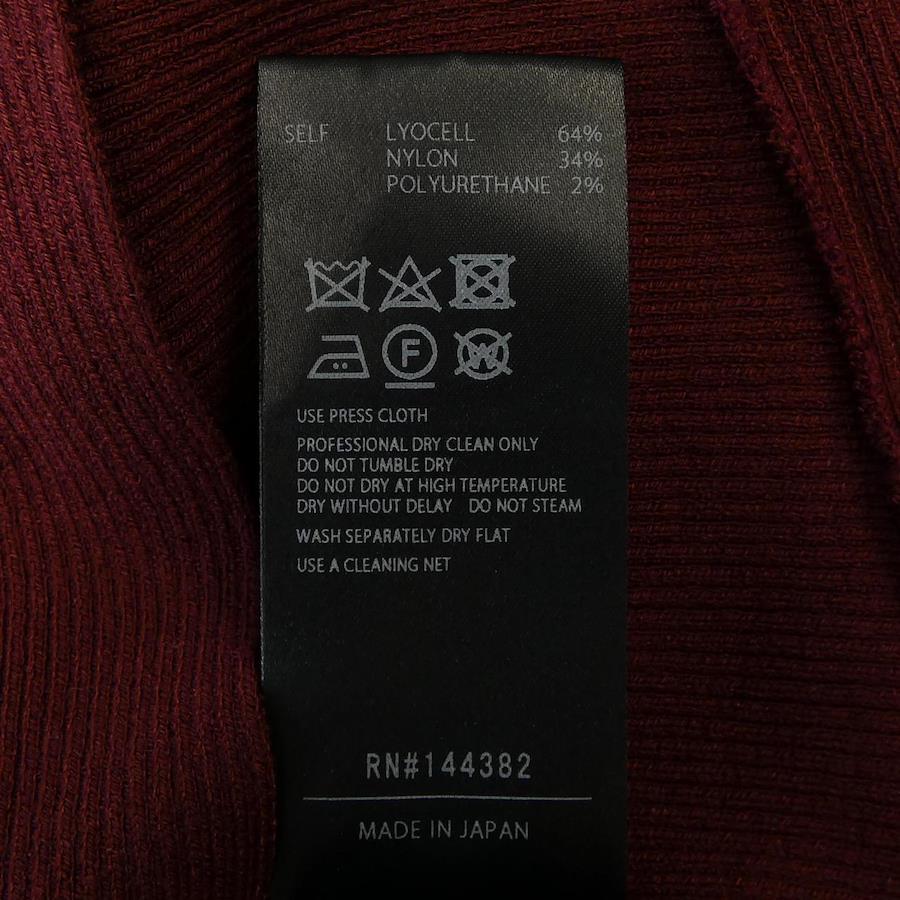 SELF LYOCELL 64%
NYLON 34%
POLYURETHANE 2%
F
W
USE PRESS CLOTH
PROFESSIONAL DRY CLEAN ONLY
DO NOT TUMBLE DRY
DO NOT DRY AT HIGH TEMPERATURE
DRY WITHOUT DELAY DO NOT STEAM
WASH SEPARATELY DRY FLAT
USE A CLEANING NET
RN#144382
MADE IN JAPAN